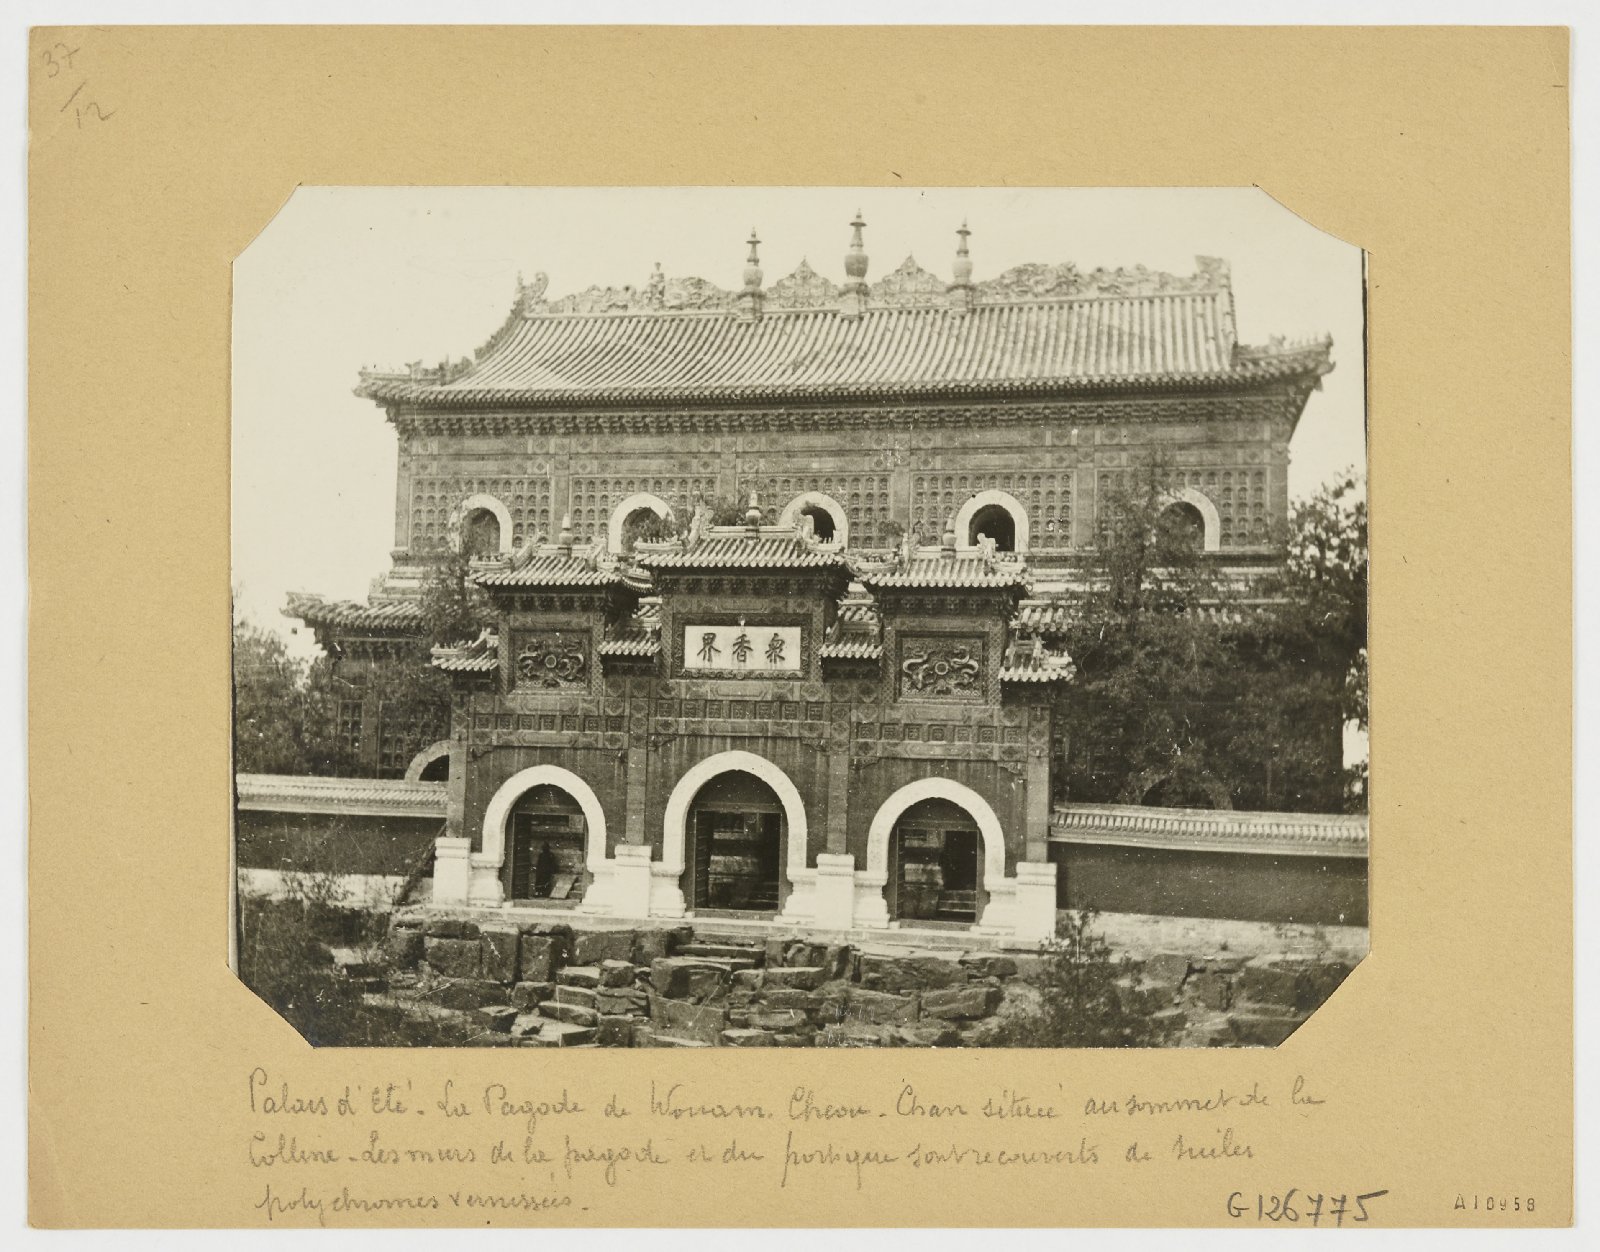 37
/12
界香眾
Palais d'Eté. La Pagode de Wouam. Cheou. Chan située au sommet de la
Colline. Les murs de la pagode et du portique sont recouverts de tuiles
polychromes vernissées.
G126775
A10958